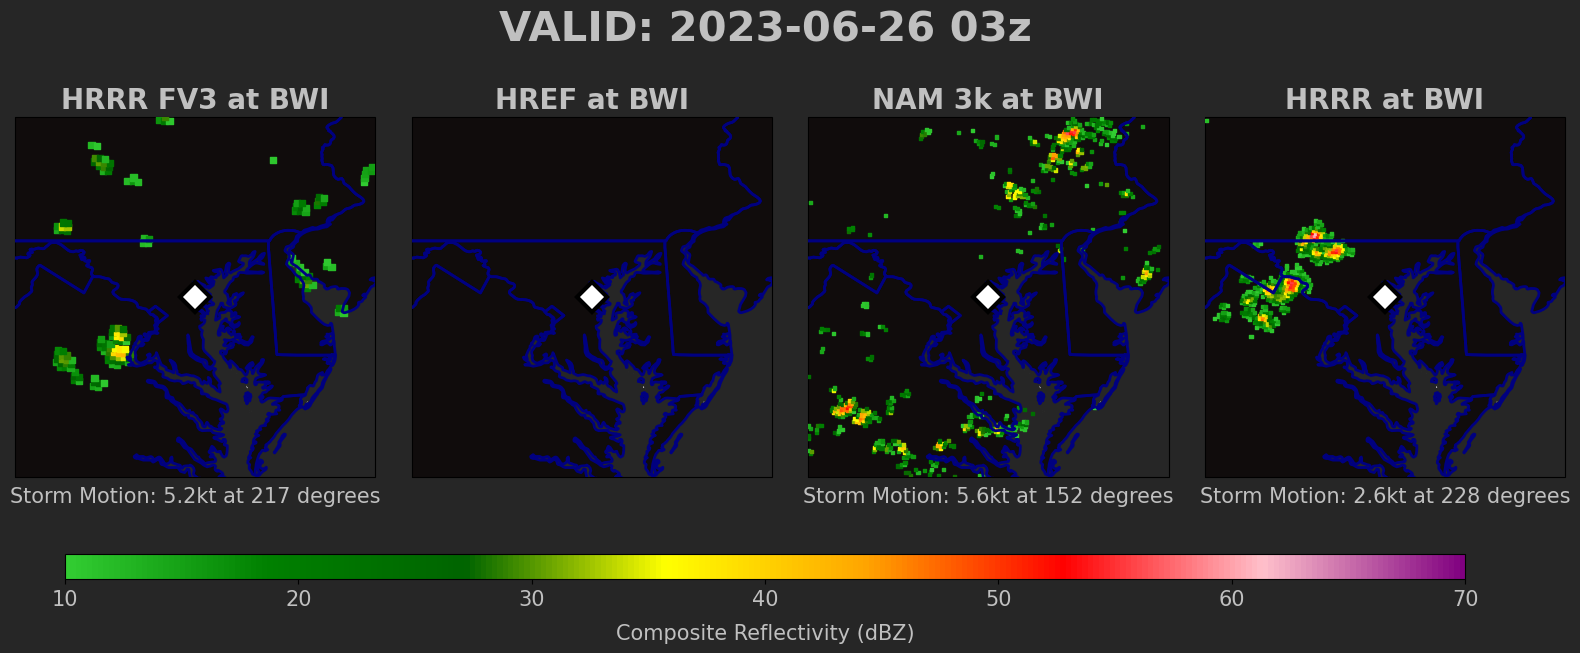 VALID: 2023-06-26 03z
HRRR FV3 at BWI
HREF at BWI
NAM 3k at BWI
HRRR at BWI
Storm Motion: 5.2kt at 217 degrees
Storm Motion: 5.6kt at 152 degrees
Storm Motion: 2.6kt at 228 degrees
10 20 30 40 50 60 70
Composite Reflectivity (dBZ)